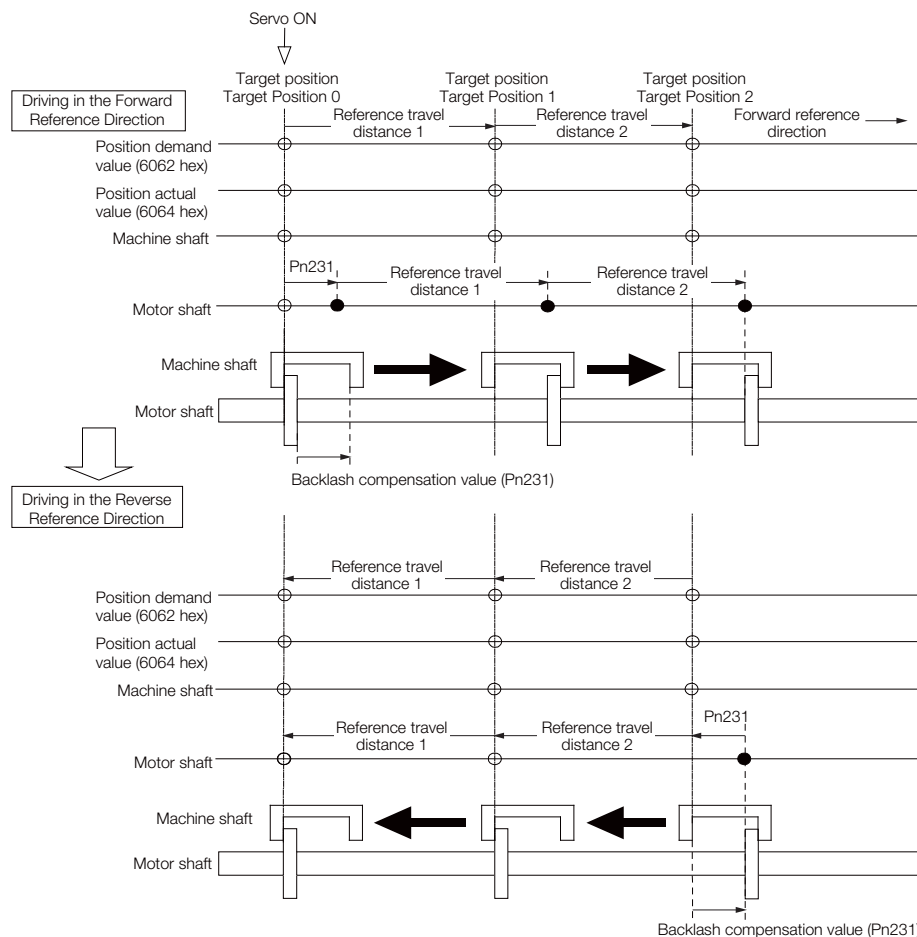 Servo ON
Target position
Target Position 0
Target position
Target Position 1
Target position
Target Position 2
Driving in the Forward
Reference Direction
Reference travel
distance 1
Reference travel
distance 2
Forward reference
direction
Position demand
value (6062 hex)
Position actual
value (6064 hex)
Machine shaft
Pn231
Reference travel
distance 1
Reference travel
distance 2
Motor shaft
Machine shaft
Motor shaft
Backlash compensation value (Pn231)
Driving in the Reverse
Reference Direction
Reference travel
distance 1
Reference travel
distance 2
Position demand
value (6062 hex)
Position actual
value (6064 hex)
Machine shaft
Reference travel
distance 1
Reference travel
distance 2
Pn231
Motor shaft
Machine shaft
Motor shaft
Backlash compensation value (Pn231)